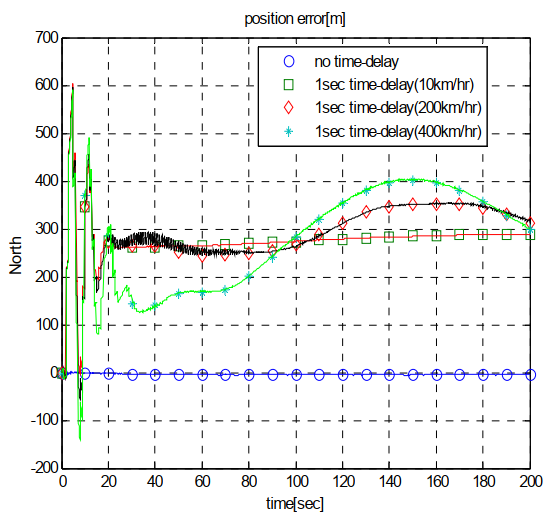 position error[m]
700
600
500
400
300
200
100
0
-100
-200
North
no time-delay
1sec time-delay(10km/hr)
1sec time-delay(200km/hr)
1sec time-delay(400km/hr)
0 20 40 60 80 100 120 140 160 180 200
time[sec]